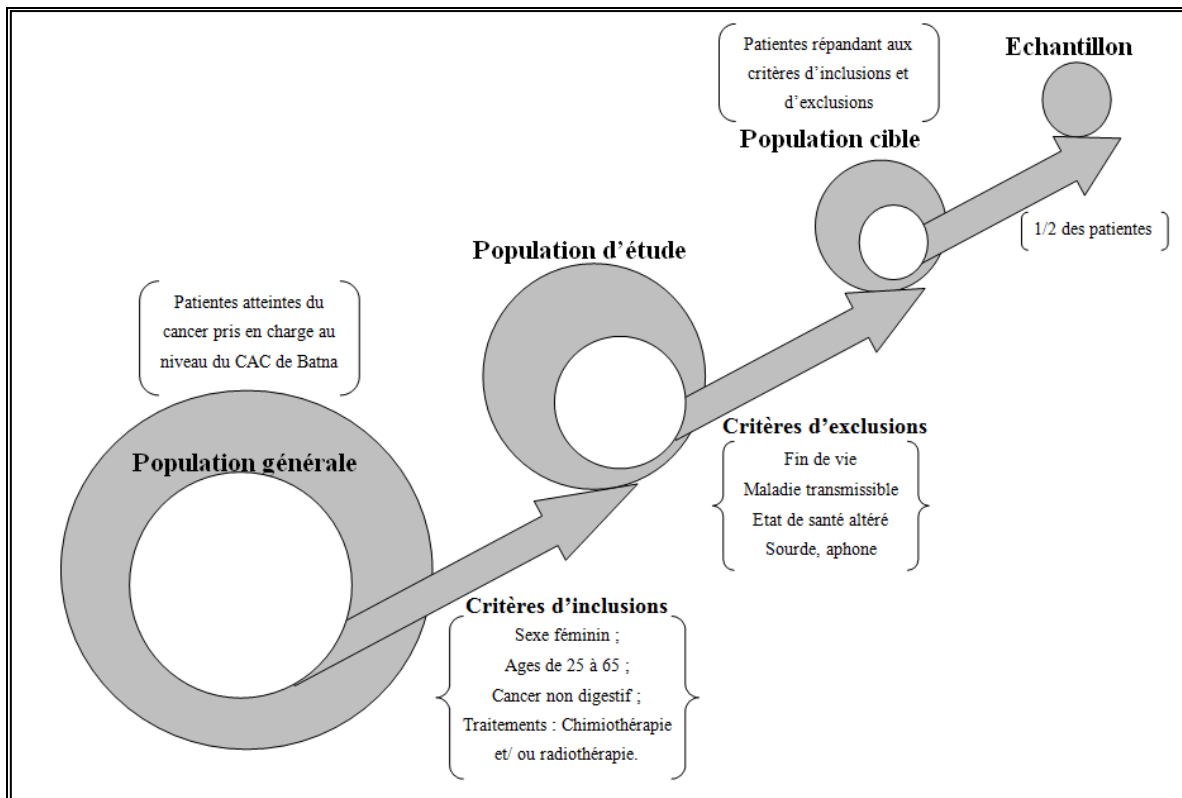 Patientes répandant aux
critères d'inclusions et
d'exclusions
Echantillon
Population cible
1/2 des patientes
Population d'étude
Patientes atteintes du
cancer pris en charge au
niveau du CAC de Batna
Population générale
Critères d'exclusions
Fin de vie
Maladie transmissible
Etat de santé altéré
Sourde, aphone
Critères d'inclusions
Sexe féminin ;
Ages de 25 à 65 ;
Cancer non digestif ;
Traitements : Chimiothérapie
et/ ou radiothérapie.